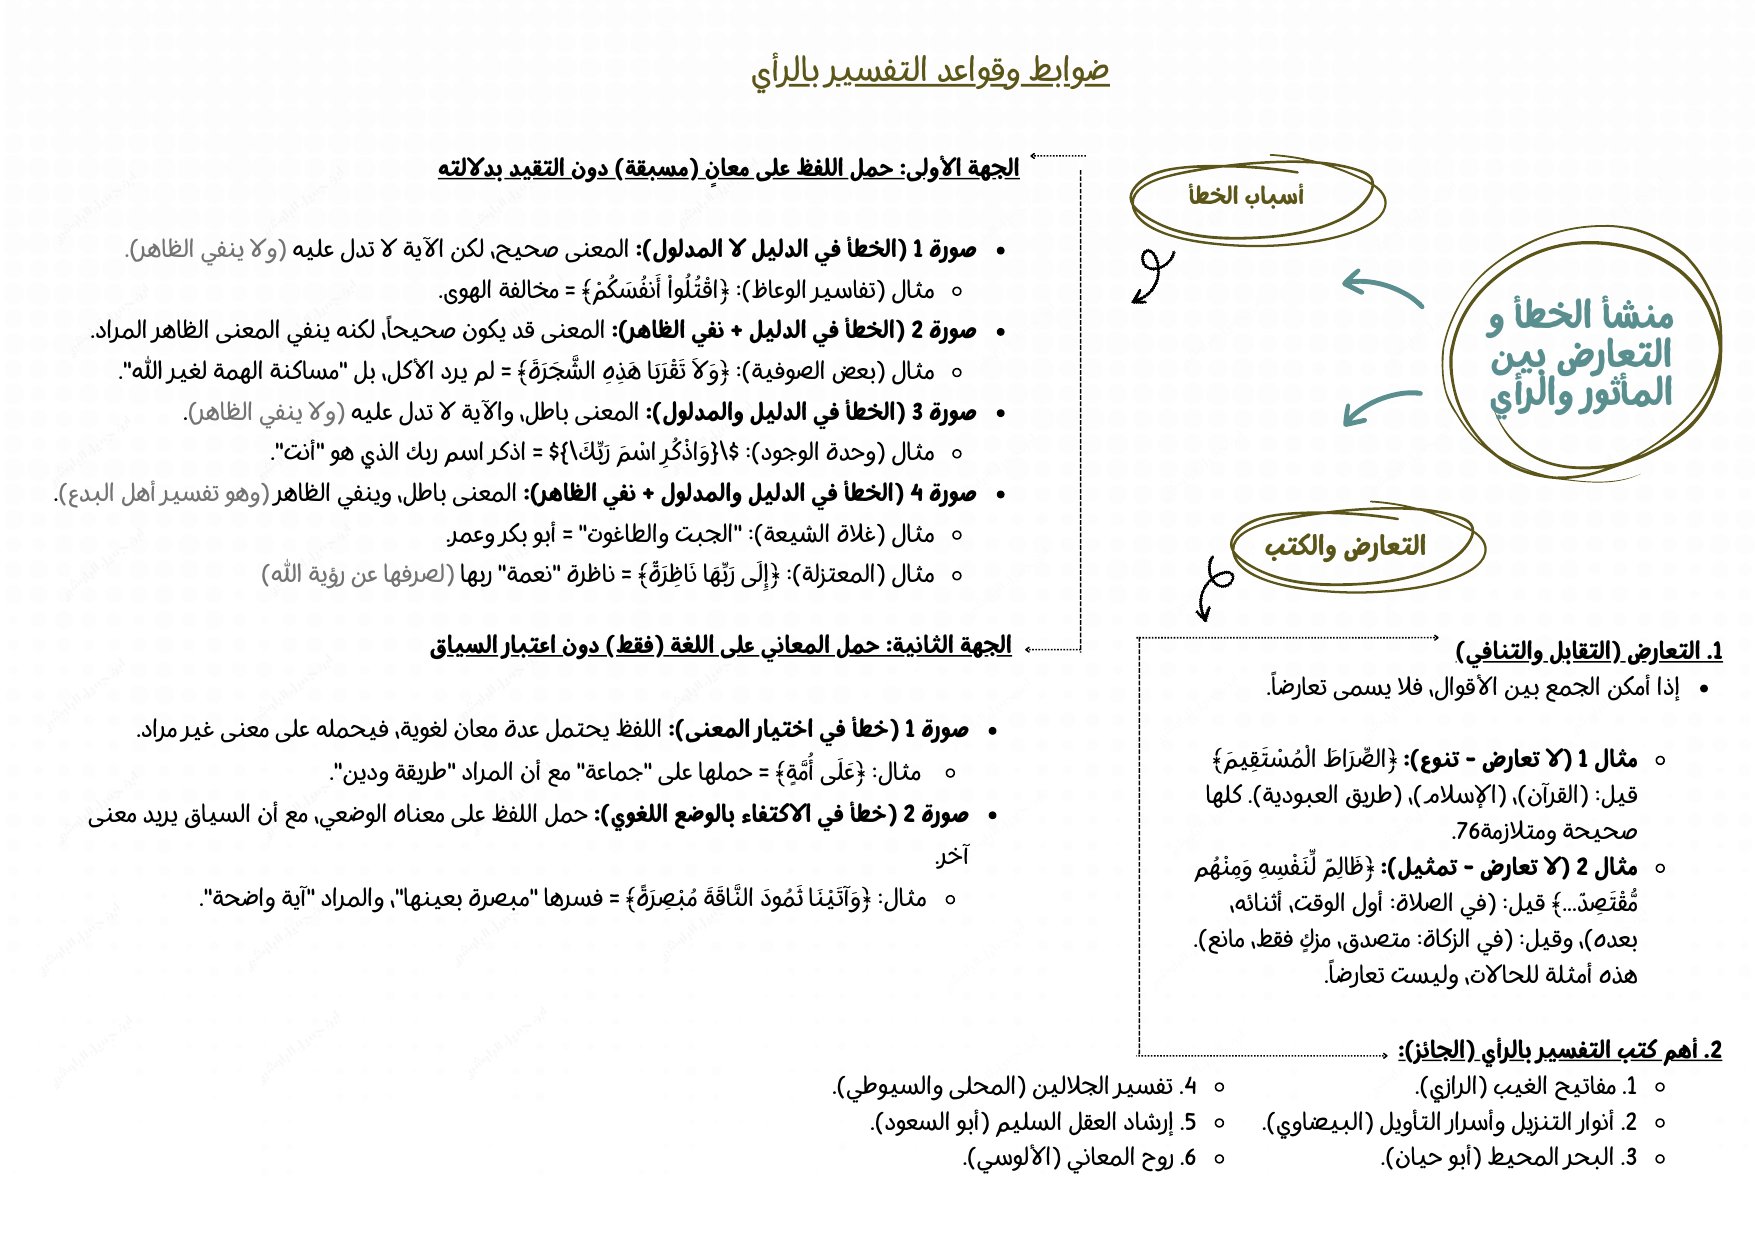 ضوابط وقواعد التفسير بالرأي
منشأ الخطأ و
التعارض بين
المأثور والرأي
أسباب الخطأ
الجهة الأولى: حمل اللفظ على معانٍ (مسبقة) دون التقيد بدلالته
• صورة 1 (الخطأ في الدليل لا المدلول): المعنى صحيح، لكن الآية لا تدل عليه (ولا ينفي الظاهر).
○ مثال (تفاسير الوعاظ): ﴿اقْتُلُواْ أَنفُسَكُمْ﴾ = مخالفة الهوى.
• صورة 2 (الخطأ في الدليل + نفي الظاهر): المعنى قد يكون صحيحاً، لكنه ينفي المعنى الظاهر المراد.
○ مثال (بعض الصوفية): ﴿وَلاَ تَقْرَبَا هَذِهِ الشَّجَرَةَ﴾ = لم يرد الأكل، بل "مساكنة الهمة لغير الله".
• صورة 3 (الخطأ في الدليل والمدلول): المعنى باطل، والآية لا تدل عليه (ولا ينفي الظاهر).
○ مثال (وحدة الوجود): $\{وَاذْكُرِ اسْمَ رَبِّكَ\}$ = اذكر اسم ربك الذي هو "أنت".
• صورة 4 (الخطأ في الدليل والمدلول + نفي الظاهر): المعنى باطل، وينفي الظاهر (وهو تفسير أهل البدع).
○ مثال (غلاة الشيعة): "الجبت والطاغوت" = أبو بكر وعمر.
○ مثال (المعتزلة): ﴿إِلَى رَبِّهَا نَاظِرَةٌ﴾ = ناظرة "نعمة" ربها (لصرفها عن رؤية الله)
الجهة الثانية: حمل المعاني على اللغة (فقط) دون اعتبار السياق
• صورة 1 (خطأ في اختيار المعنى): اللفظ يحتمل عدة معان لغوية، فيحمله على معنى غير مراد.
○ مثال: ﴿عَلَى أُمَّةٍ﴾ = حملها على "جماعة" مع أن المراد "طريقة ودين".
• صورة 2 (خطأ في الاكتفاء بالوضع اللغوي): حمل اللفظ على معناه الوضعي، مع أن السياق يريد معنى
آخر.
○ مثال: ﴿وَآتَيْنَا ثَمُودَ النَّاقَةَ مُبْصِرَةً﴾ = فسرها "مبصرة بعينها"، والمراد "آية واضحة".
التعارض والكتب
1. التعارض (التقابل والتنافي)
• إذا أمكن الجمع بين الأقوال، فلا يسمى تعارضاً.
○ مثال 1 (لا تعارض - تنوع): ﴿الصِّرَاطَ الْمُسْتَقِيمَ﴾
قيل: (القرآن)، (الإسلام)، (طريق العبودية). كلها
صحيحة ومتلازمة76.
○ مثال 2 (لا تعارض - تمثيل): ﴿ظَالِمٌ لِّنَفْسِهِ وَمِنْهُم
مُّقْتَصِدٌ...﴾ قيل: (في الصلاة: أول الوقت، أثنائه،
بعده)، وقيل: (في الزكاة: متصدق، مزكٍ فقط، مانع).
هذه أمثلة للحالات، وليست تعارضاً.
2. أهم كتب التفسير بالرأي (الجائز):
○ 1. مفاتيح الغيب (الرازي).
○ 2. أنوار التنزيل وأسرار التأويل (البيضاوي).
○ 3. البحر المحيط (أبو حيان).
○ 4. تفسير الجلالين (المحلى والسيوطي).
○ 5. إرشاد العقل السليم (أبو السعود).
○ 6. روح المعاني (الألوسي).